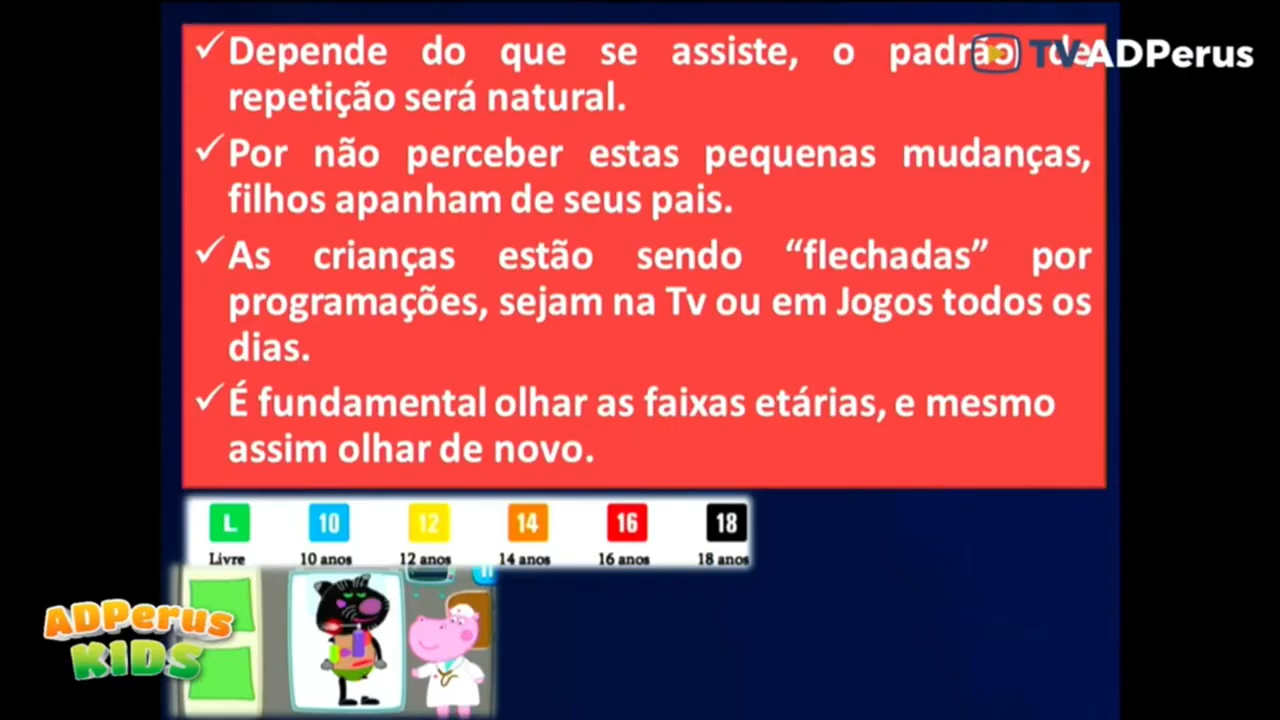 ✓Depende do que se assiste, o padrão de
TVADPerus
repetição será natural.
✓Por não perceber estas pequenas mudanças,
filhos apanham de seus pais.
✓As crianças estão sendo “flechadas” por
programações, sejam na Tv ou em Jogos todos os
dias.
✓É fundamental olhar as faixas etárias, e mesmo
assim olhar de novo.
L 10 12 14 16 18
Livre 10 anos 12 anos 14 anos 16 anos 18 anos
ADPerus
KIDS